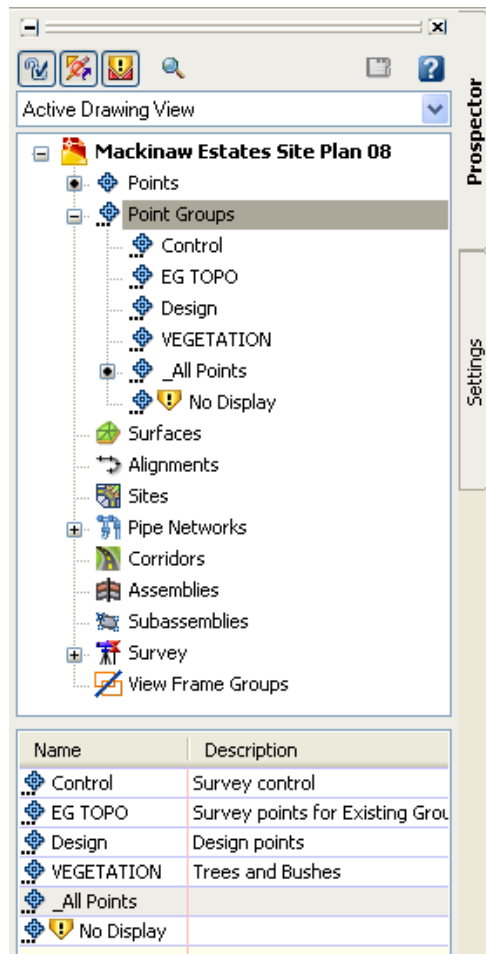 Active Drawing View
Mackinaw Estates Site Plan 08
Points
Point Groups
Control
EG TOPO
Design
VEGETATION
_All Points
No Display
Surfaces
Alignments
Sites
Pipe Networks
Corridors
Assemblies
Subassemblies
Survey
View Frame Groups
Prospector
Settings
Name Description
Control Survey control
EG TOPO Survey points for Existing Grou
Design Design points
VEGETATION Trees and Bushes
_All Points
No Display